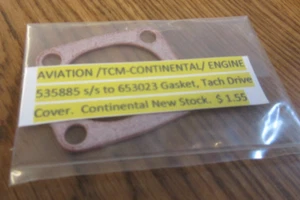 AVIATION /TCM-CONTINENTAL/ ENGINE
535885 s/s to 653023 Gasket, Tach Drive
Cover. Continental New Stock. $ 1.55